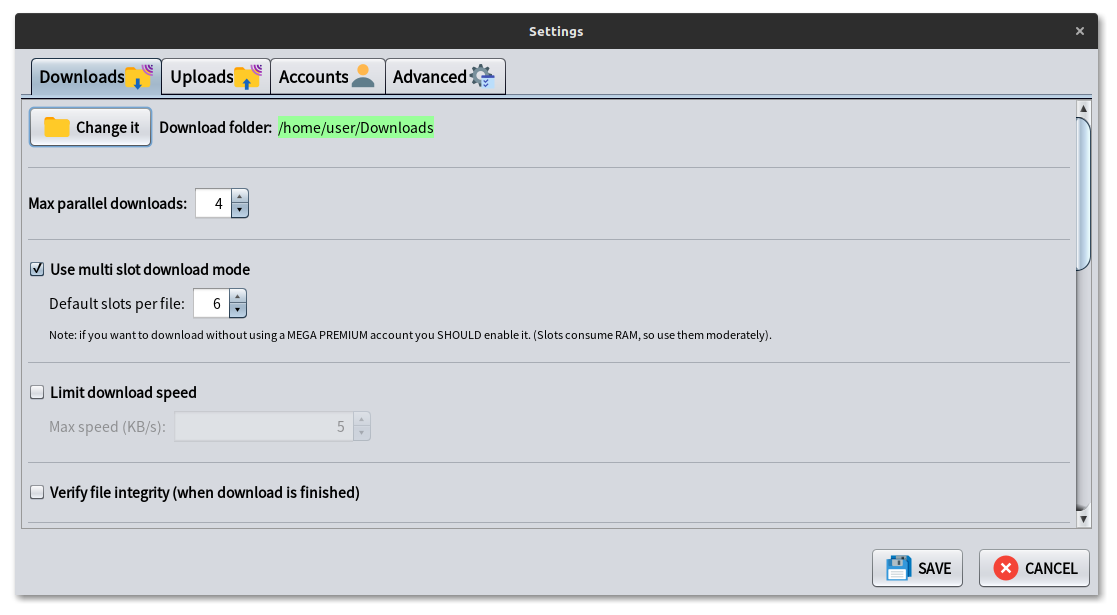 Settings
Downloads Uploads Accounts Advanced
Change it Download folder: /home/user/Downloads
Max parallel downloads: 4
Use multi slot download mode
Default slots per file: 6
Note: if you want to download without using a MEGA PREMIUM account you SHOULD enable it. (Slots consume RAM, so use them moderately).
Limit download speed
Max speed (KB/s): 5
Verify file integrity (when download is finished)
SAVE CANCEL